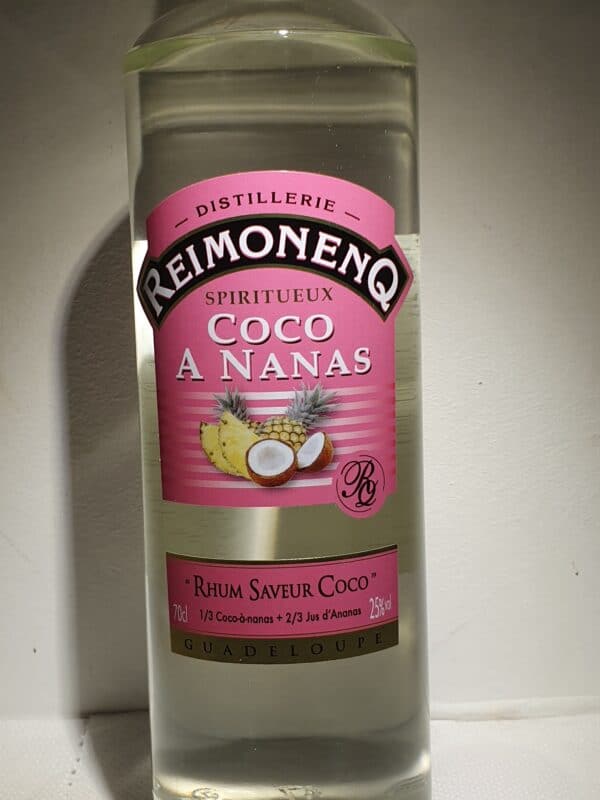 — DISTILLERIE —
REIMONENQ
SPIRITUEUX
COCO
A NANAS
RQ
"RHUM SAVEUR COCO"
70cl 1/3 Coco-à-nanas + 2/3 Jus d'Ananas 25%vol
GUADELOUPE